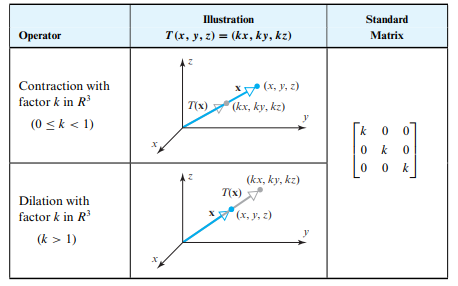 Operator
Illustration
T(x, y, z) = (kx, ky, kz)
Standard
Matrix
Contraction with
factor k in R³
(0 ≤ k < 1)
z
x (x, y, z)
T(x) (kx, ky, kz)
y
x
[k 0 0]
[0 k 0]
[0 0 k]
Dilation with
factor k in R³
(k > 1)
z
(kx, ky, kz)
T(x)
x (x, y, z)
y
x